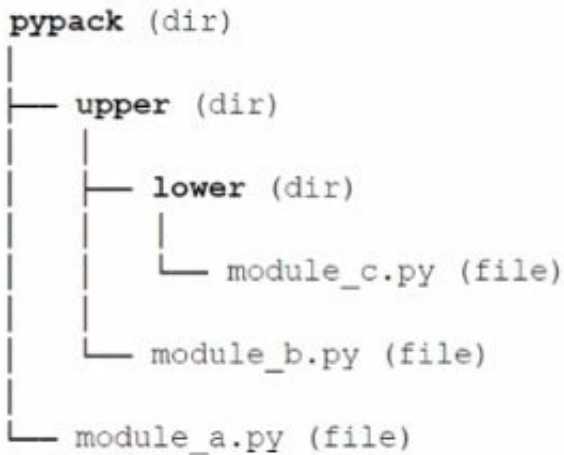 pypack (dir)
upper (dir)
lower (dir)
module_c.py (file)
module_b.py (file)
module_a.py (file)